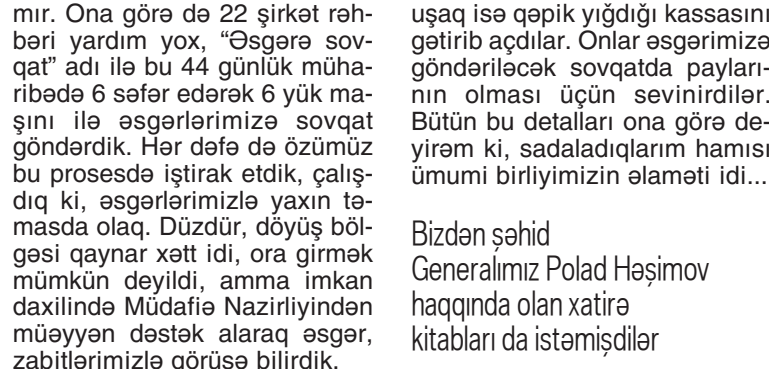 mır. Ona görə də 22 şirkət rəh-
bəri yardım yox, “Əsgərə sov-
qat” adı ilə bu 44 günlük müha-
ribədə 6 səfər edərək 6 yük ma-
şını ilə əsgərlərimizə sovqat
göndərdik. Hər dəfə də özümüz
bu prosesdə iştirak etdik, çalış-
dıq ki, əsgərlərimizlə yaxın tə-
masda olaq. Düzdür, döyüş böl-
gəsi qaynar xətt idi, ora girmək
mümkün deyildi, amma imkan
daxilində Müdafiə Nazirliyindən
müəyyən dəstək alaraq əsgər,
zabitlərimizlə görüşə bilirdik.
uşaq isə qəpik yığdığı kassasını
gətirib açdılar. Onlar əsgərimizə
göndəriləcək sovqatda payları-
nın olması üçün sevinirdilər.
Bütün bu detalları ona görə de-
yirəm ki, sadaladıqlarım hamısı
ümumi birliyimizin əlaməti idi...
Bizdən şəhid
Generalımız Polad Həşimov
haqqında olan xatirə
kitabları da istəmişdilər